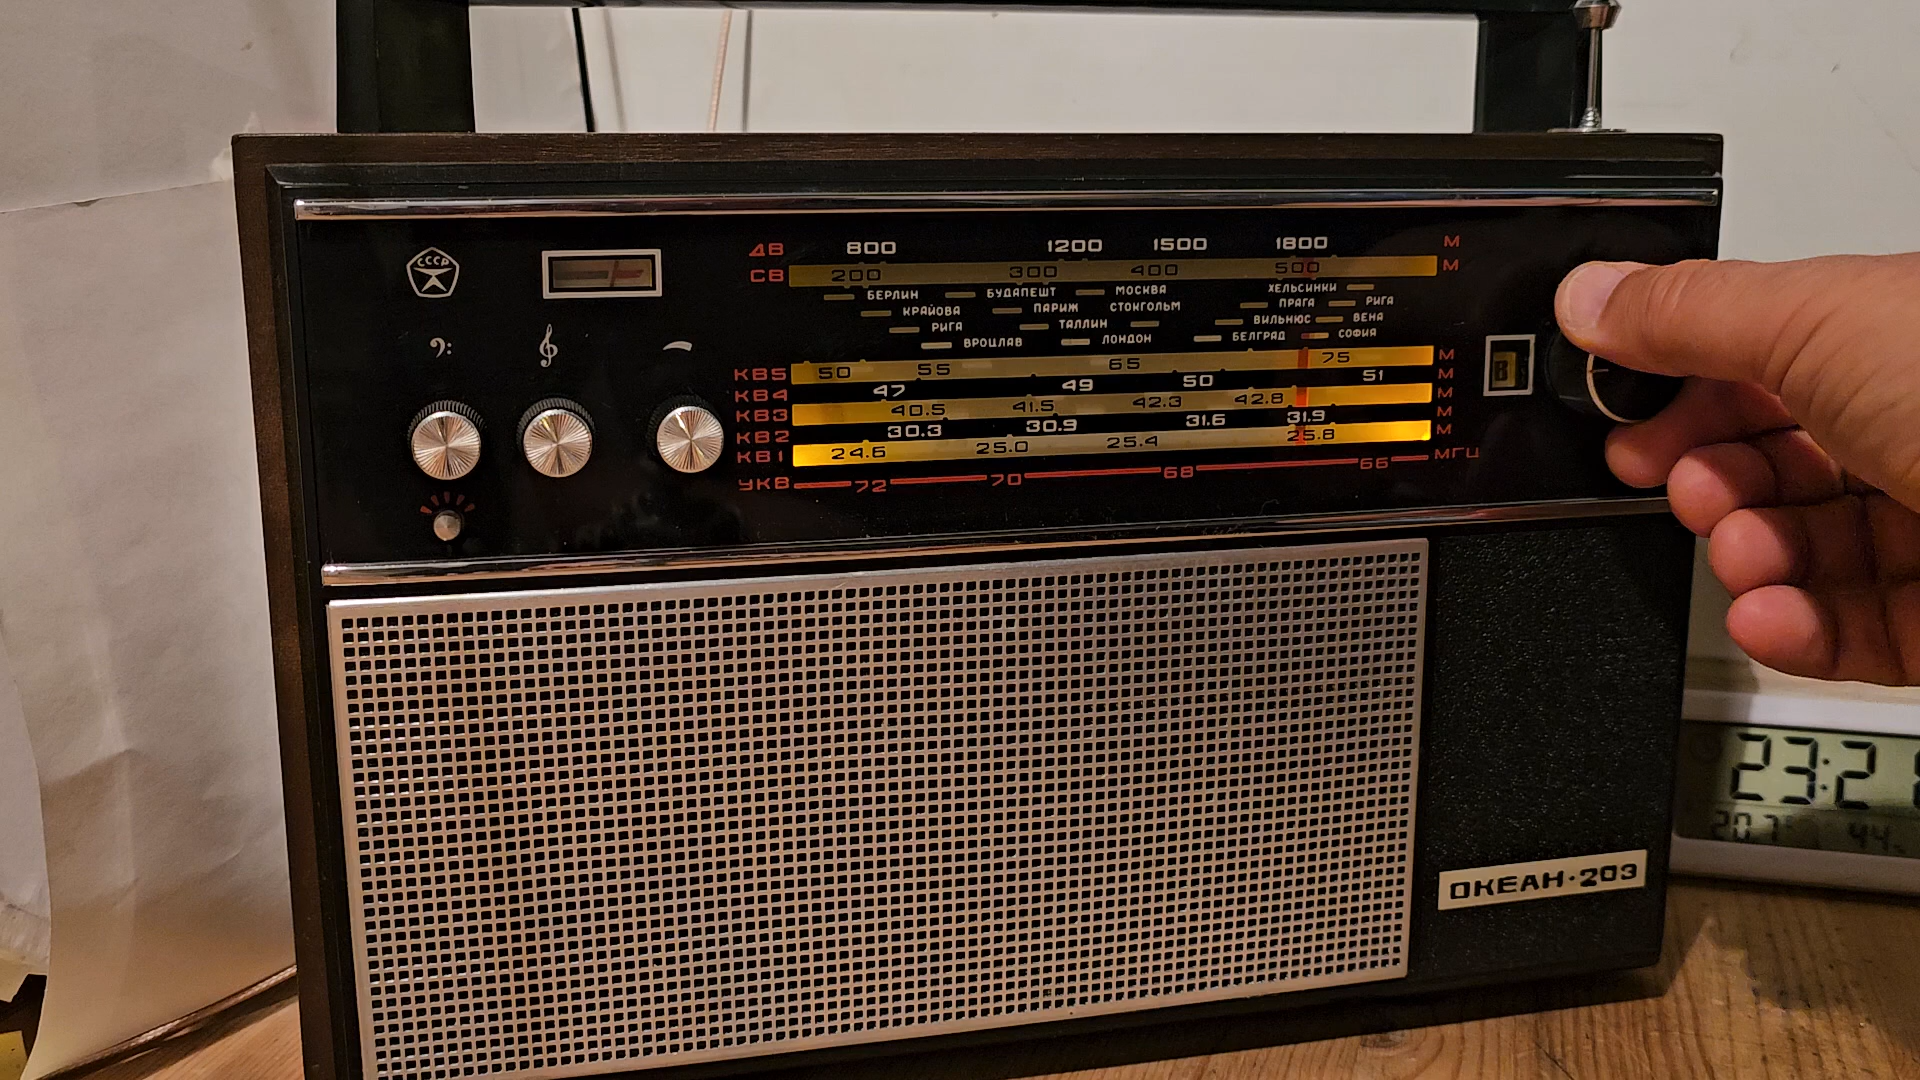 СССР
ДВ 800 1200 1500 1800 М
СВ 200 300 400 500 М
БЕРЛИН БУДАПЕШТ МОСКВА ХЕЛЬСИНКИ
КРАЙОВА ПАРИЖ СТОКГОЛЬМ ПРАГА РИГА
РИГА ТАЛЛИН ВИЛЬНЮС ВЕНА
ВРОЦЛАВ ЛОНДОН БЕЛГРАД СОФИЯ
КВ5 50 55 65 75 М
КВ4 47 49 50 51 М
КВ3 40.5 41.5 42.3 42.8 М
КВ2 30.3 30.9 31.6 31.9 М
КВ1 24.6 25.0 25.4 25.8 М
УКВ 72 70 68 66 МГЦ
ОКЕАН·203
23:2
20.7 44